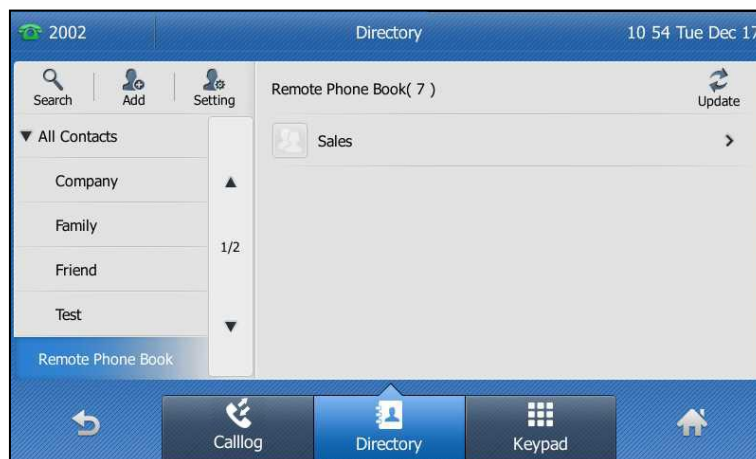 2002
Directory
10 54 Tue Dec 17
Search
Add
Setting
Remote Phone Book( 7 )
Update
All Contacts
Sales
Company
Family
1/2
Friend
Test
Remote Phone Book
Calllog
Directory
Keypad